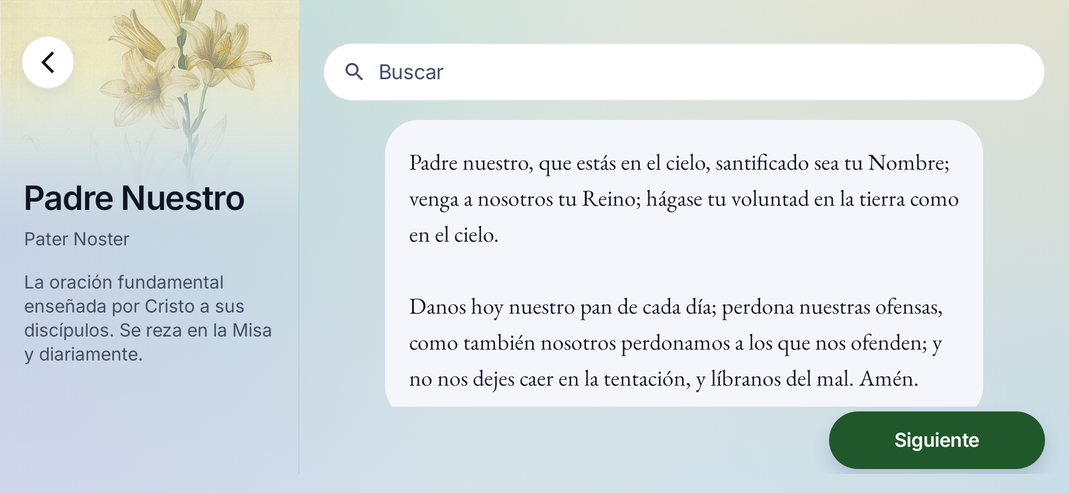 Padre Nuestro
Pater Noster
La oración fundamental
enseñada por Cristo a sus
discípulos. Se reza en la Misa
y diariamente.
Buscar
Padre nuestro, que estás en el cielo, santificado sea tu Nombre;
venga a nosotros tu Reino; hágase tu voluntad en la tierra como
en el cielo.
Danos hoy nuestro pan de cada día; perdona nuestras ofensas,
como también nosotros perdonamos a los que nos ofenden; y
no nos dejes caer en la tentación, y líbranos del mal. Amén.
Siguiente